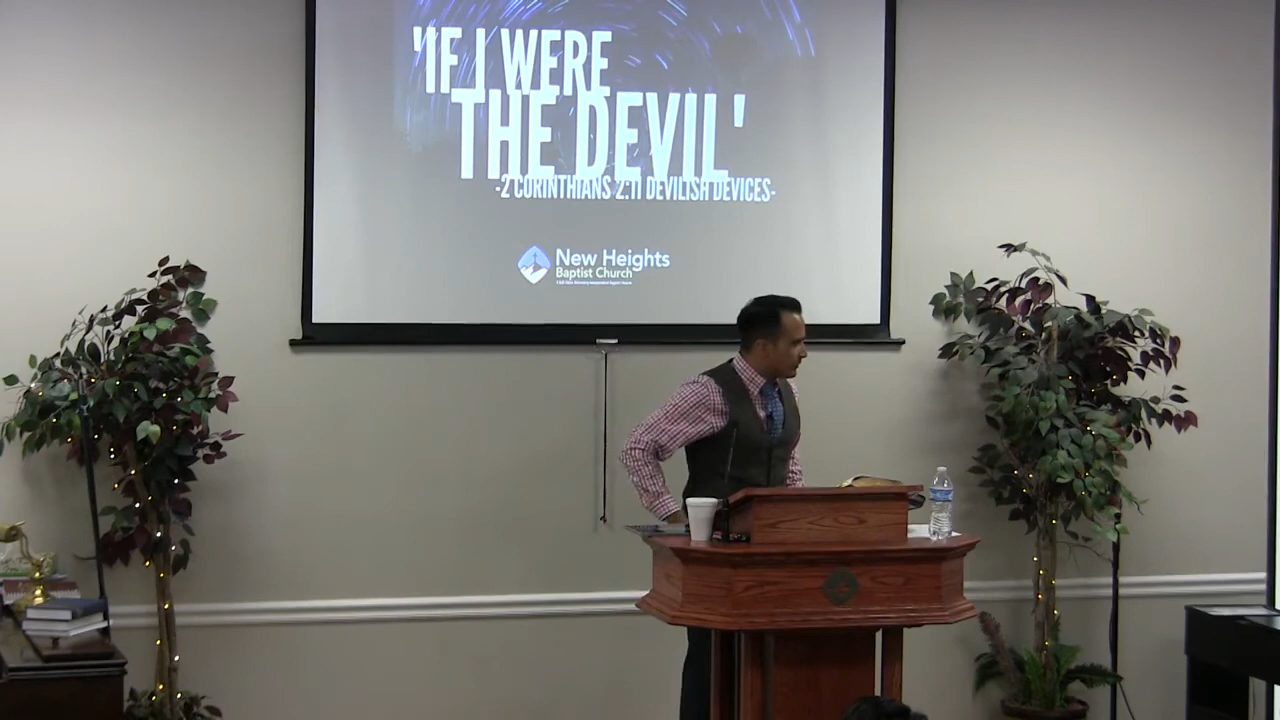 'IF I WERE
THE DEVIL'
-2 CORINTHIANS 2:11 DEVILISH DEVICES-
New Heights
Baptist Church